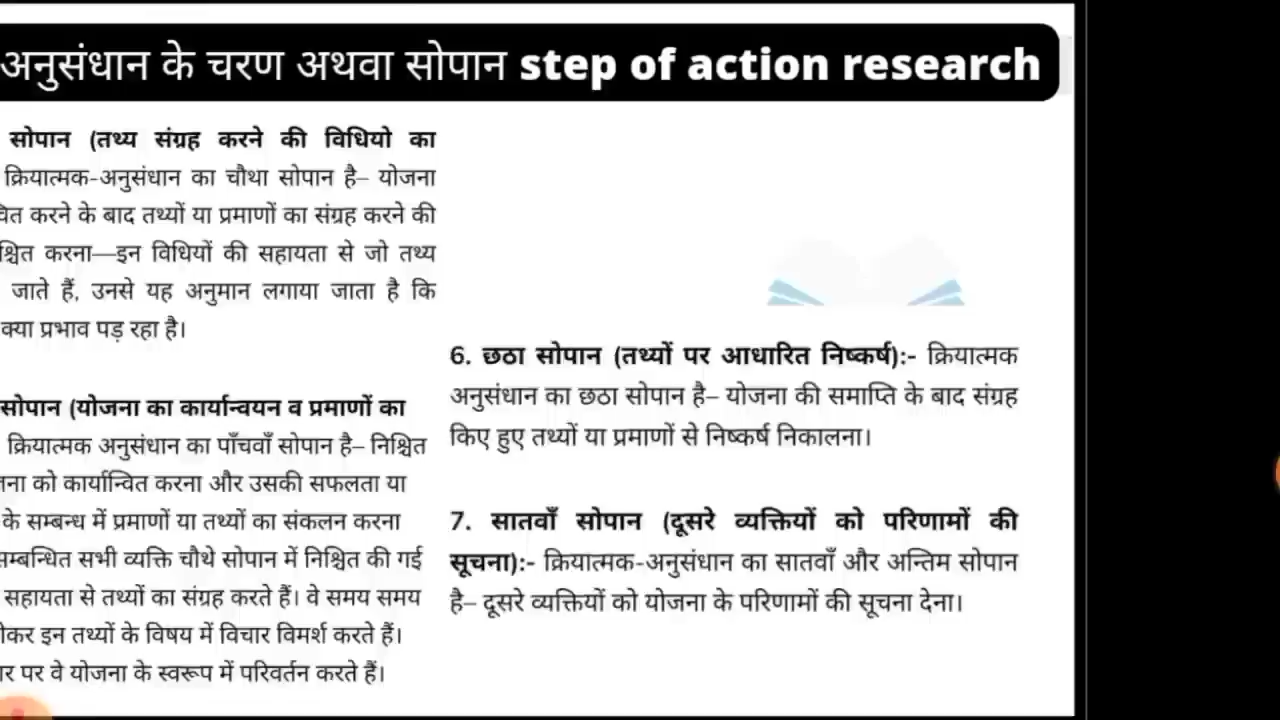 अनुसंधान के चरण अथवा सोपान step of action research
सोपान (तथ्य संग्रह करने की विधियो का
क्रियात्मक-अनुसंधान का चौथा सोपान है– योजना
करने के बाद तथ्यों या प्रमाणों का संग्रह करने की
करना—इन विधियों की सहायता से जो तथ्य
जाते हैं, उनसे यह अनुमान लगाया जाता है कि
क्या प्रभाव पड़ रहा है।
सोपान (योजना का कार्यान्वयन व प्रमाणों का
क्रियात्मक अनुसंधान का पाँचवाँ सोपान है– निश्चित
को कार्यान्वित करना और उसकी सफलता या
के सम्बन्ध में प्रमाणों या तथ्यों का संकलन करना
सम्बन्धित सभी व्यक्ति चौथे सोपान में निश्चित की गई
सहायता से तथ्यों का संग्रह करते हैं। वे समय समय
इन तथ्यों के विषय में विचार विमर्श करते हैं।
पर वे योजना के स्वरूप में परिवर्तन करते हैं।
6. छठा सोपान (तथ्यों पर आधारित निष्कर्ष):- क्रियात्मक
अनुसंधान का छठा सोपान है– योजना की समाप्ति के बाद संग्रह
किए हुए तथ्यों या प्रमाणों से निष्कर्ष निकालना।
7. सातवाँ सोपान (दूसरे व्यक्तियों को परिणामों की
सूचना):- क्रियात्मक-अनुसंधान का सातवाँ और अन्तिम सोपान
है– दूसरे व्यक्तियों को योजना के परिणामों की सूचना देना।